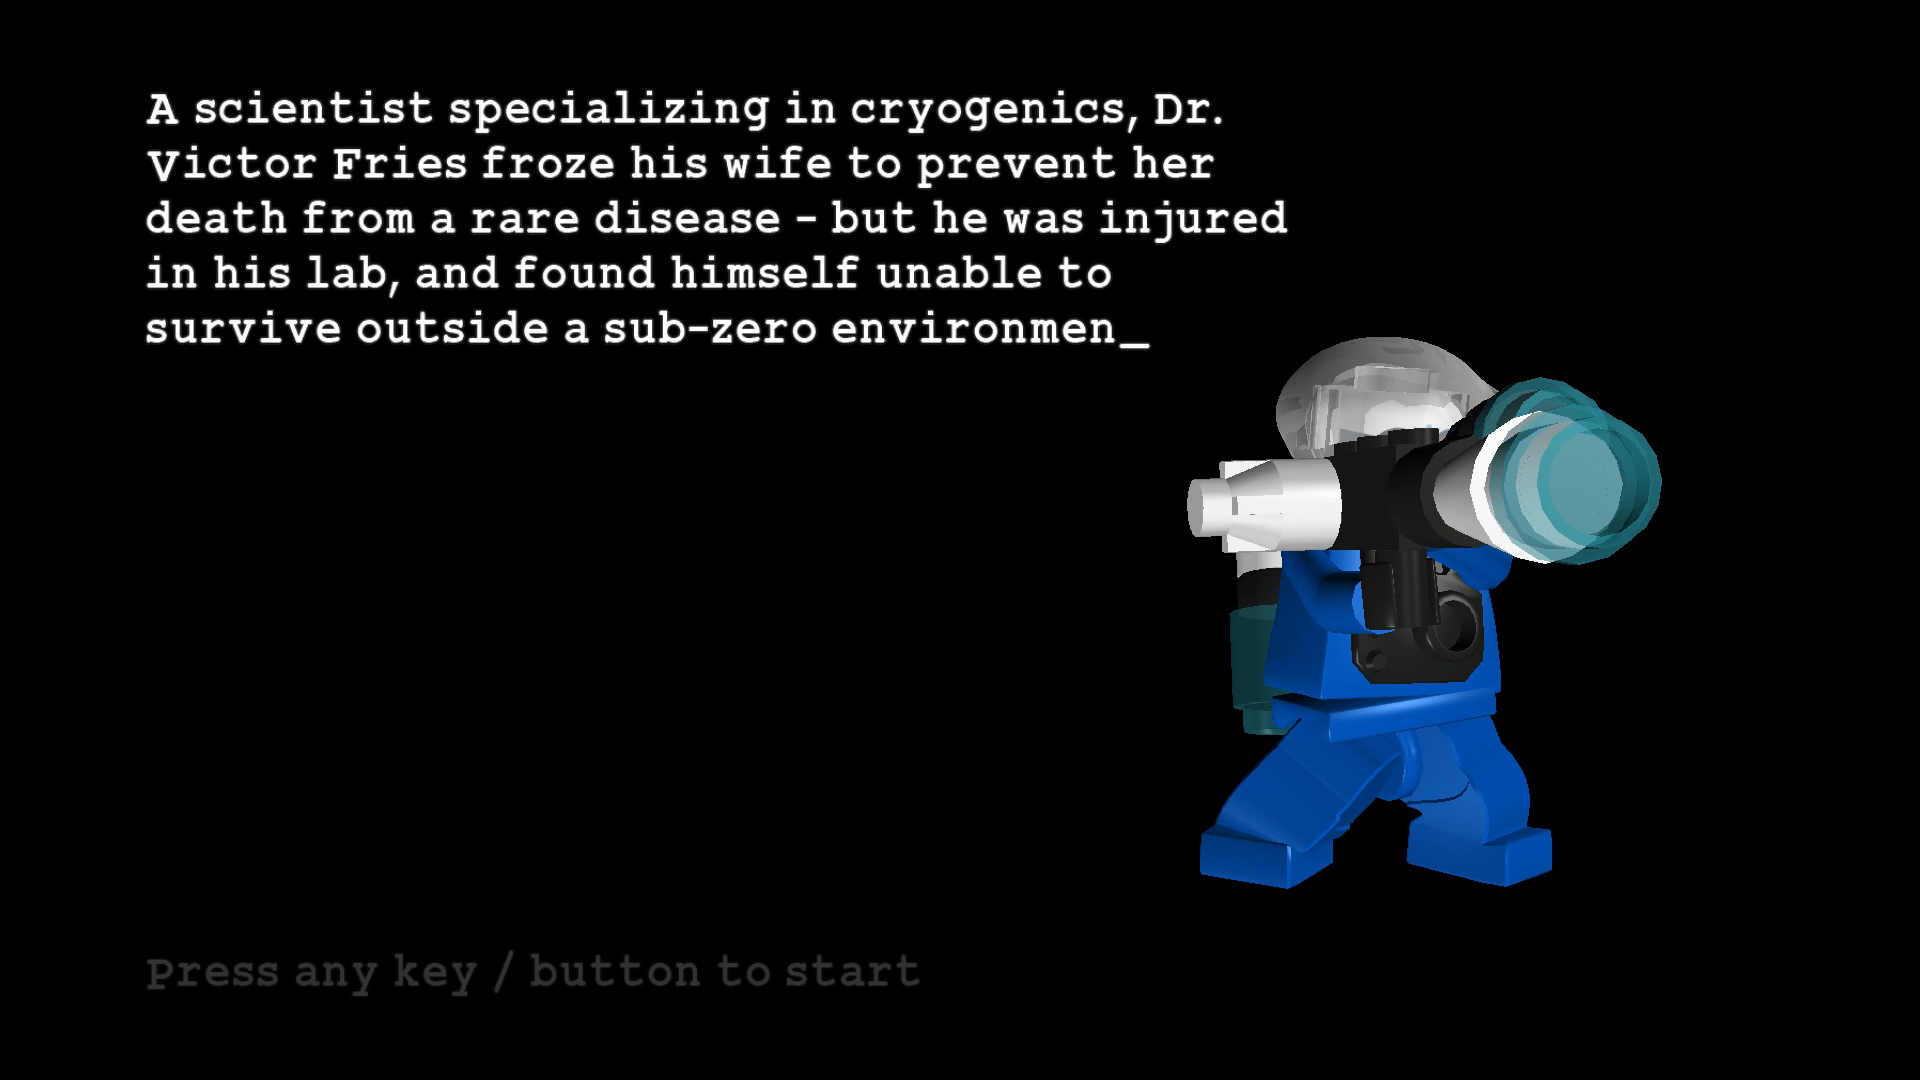 A scientist specializing in cryogenics, Dr.
Victor Fries froze his wife to prevent her
death from a rare disease - but he was injured
in his lab, and found himself unable to
survive outside a sub-zero environmen_
Press any key / button to start